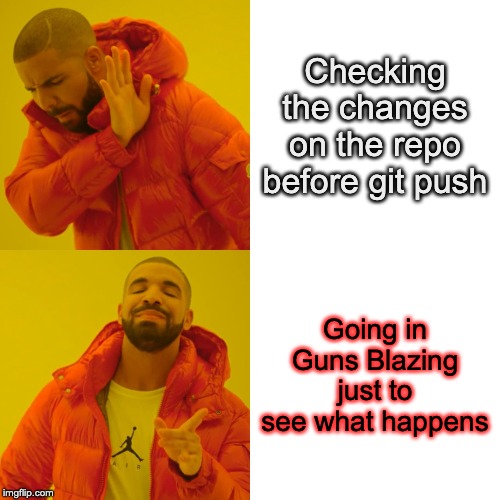 Checking
the changes
on the repo
before git push
Going in
Guns Blazing
just to
see what happens
imgflip.com